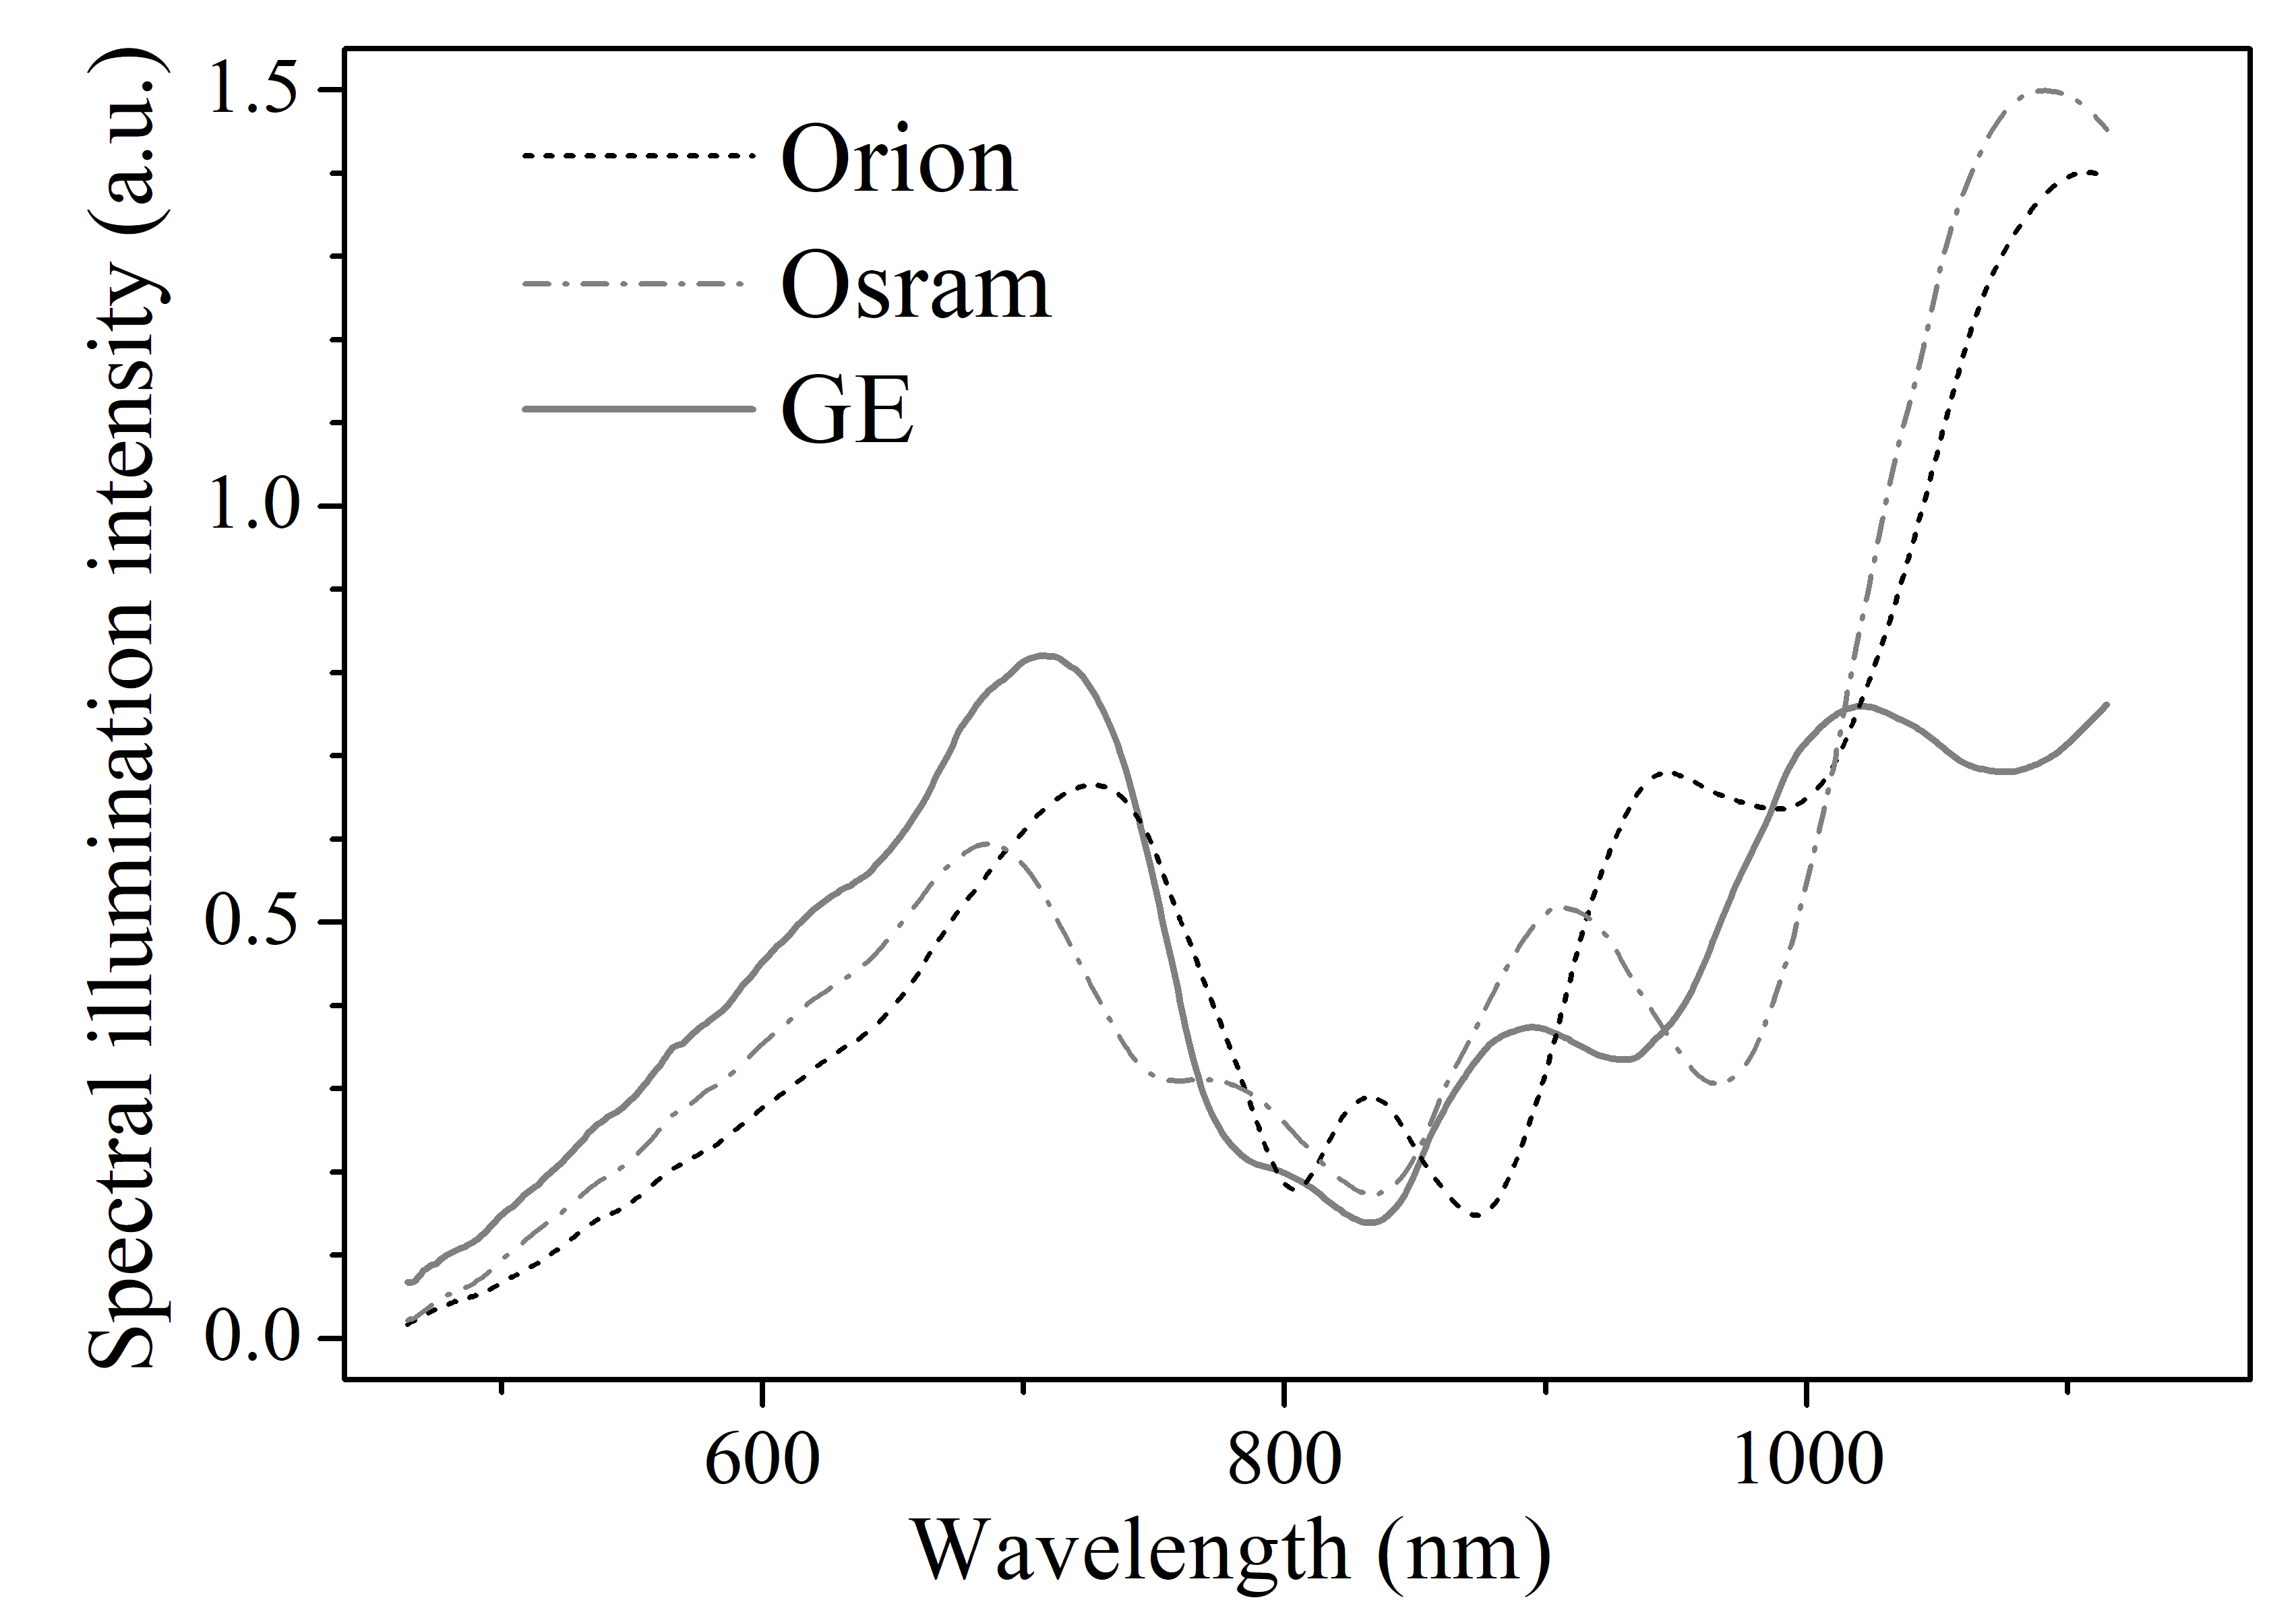 Spectral illumination intensity (a.u.)
1.5
1.0
0.5
0.0
Orion
Osram
GE
600
800
1000
Wavelength (nm)